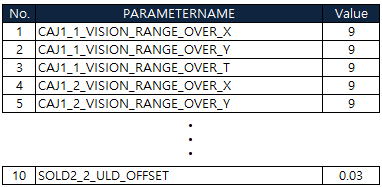 No. PARAMETERNAME Value
1 CAJ1_1_VISION_RANGE_OVER_X 9
2 CAJ1_1_VISION_RANGE_OVER_Y 9
3 CAJ1_1_VISION_RANGE_OVER_T 9
4 CAJ1_2_VISION_RANGE_OVER_X 9
5 CAJ1_2_VISION_RANGE_OVER_Y 9
10 SOLD2_2_ULD_OFFSET 0.03